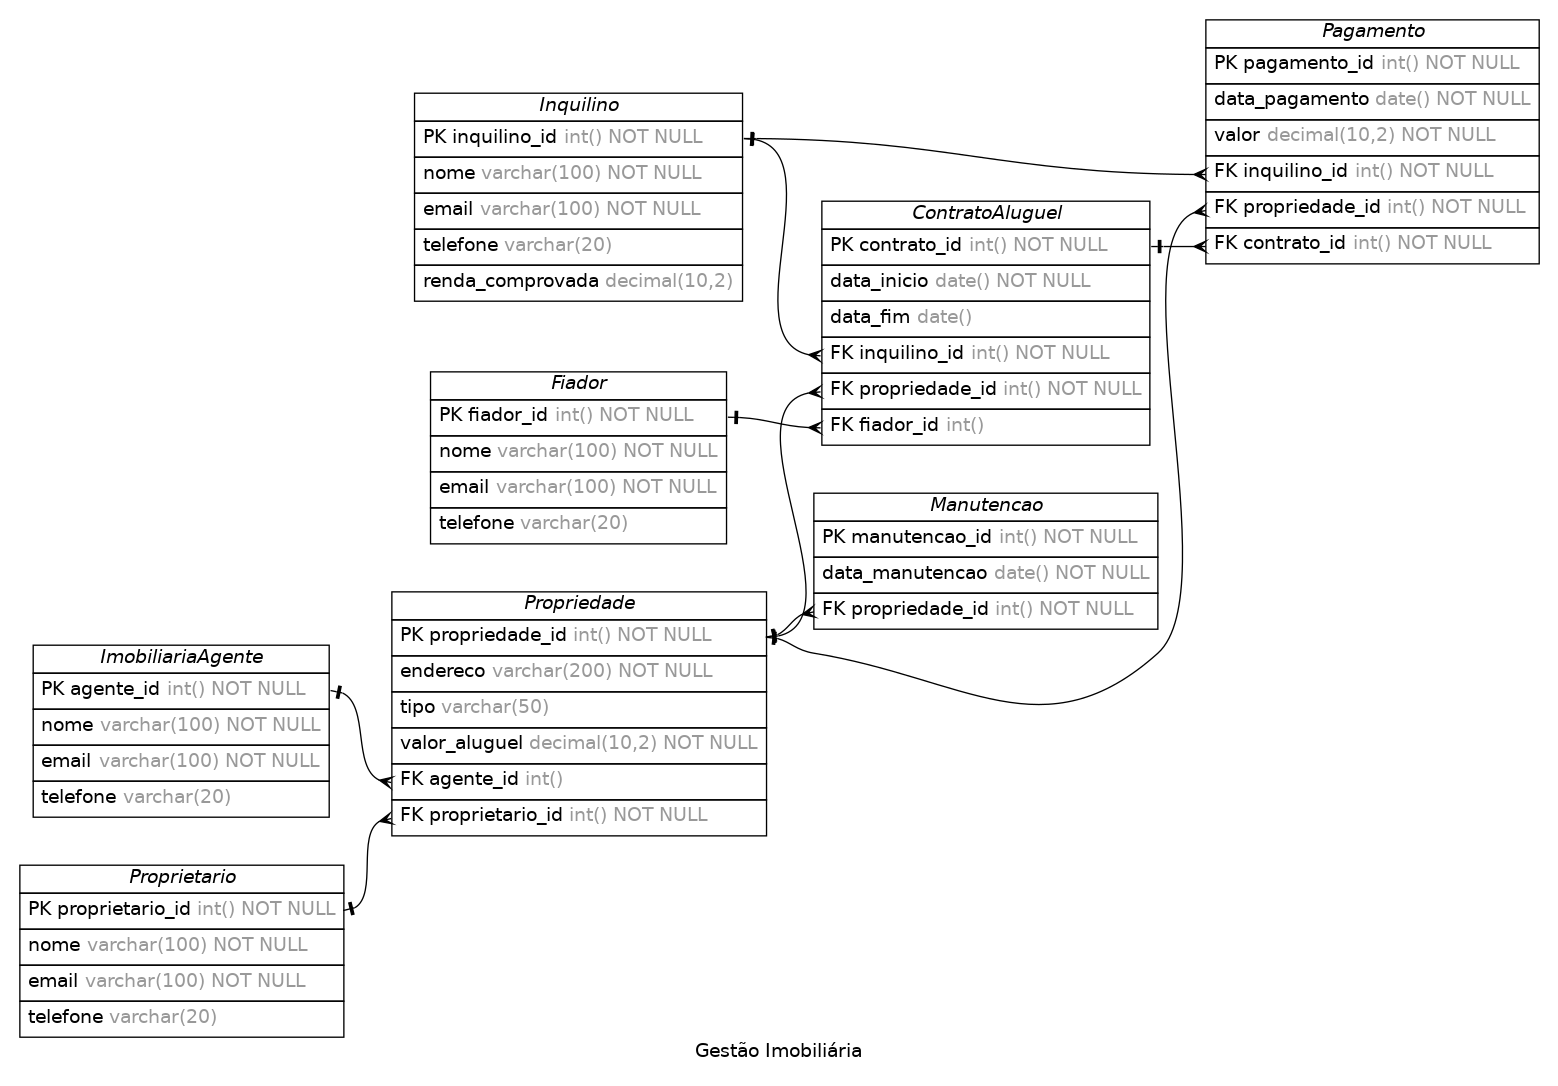 Pagamento
PK pagamento_id int() NOT NULL
data_pagamento date() NOT NULL
valor decimal(10,2) NOT NULL
FK inquilino_id int() NOT NULL
FK propriedade_id int() NOT NULL
FK contrato_id int() NOT NULL
Inquilino
PK inquilino_id int() NOT NULL
nome varchar(100) NOT NULL
email varchar(100) NOT NULL
telefone varchar(20)
renda_comprovada decimal(10,2)
ContratoAluguel
PK contrato_id int() NOT NULL
data_inicio date() NOT NULL
data_fim date()
FK inquilino_id int() NOT NULL
FK propriedade_id int() NOT NULL
FK fiador_id int()
Fiador
PK fiador_id int() NOT NULL
nome varchar(100) NOT NULL
email varchar(100) NOT NULL
telefone varchar(20)
Manutencao
PK manutencao_id int() NOT NULL
data_manutencao date() NOT NULL
FK propriedade_id int() NOT NULL
Propriedade
PK propriedade_id int() NOT NULL
endereco varchar(200) NOT NULL
tipo varchar(50)
valor_aluguel decimal(10,2) NOT NULL
FK agente_id int()
FK proprietario_id int() NOT NULL
ImobiliariaAgente
PK agente_id int() NOT NULL
nome varchar(100) NOT NULL
email varchar(100) NOT NULL
telefone varchar(20)
Proprietario
PK proprietario_id int() NOT NULL
nome varchar(100) NOT NULL
email varchar(100) NOT NULL
telefone varchar(20)
Gestão Imobiliária